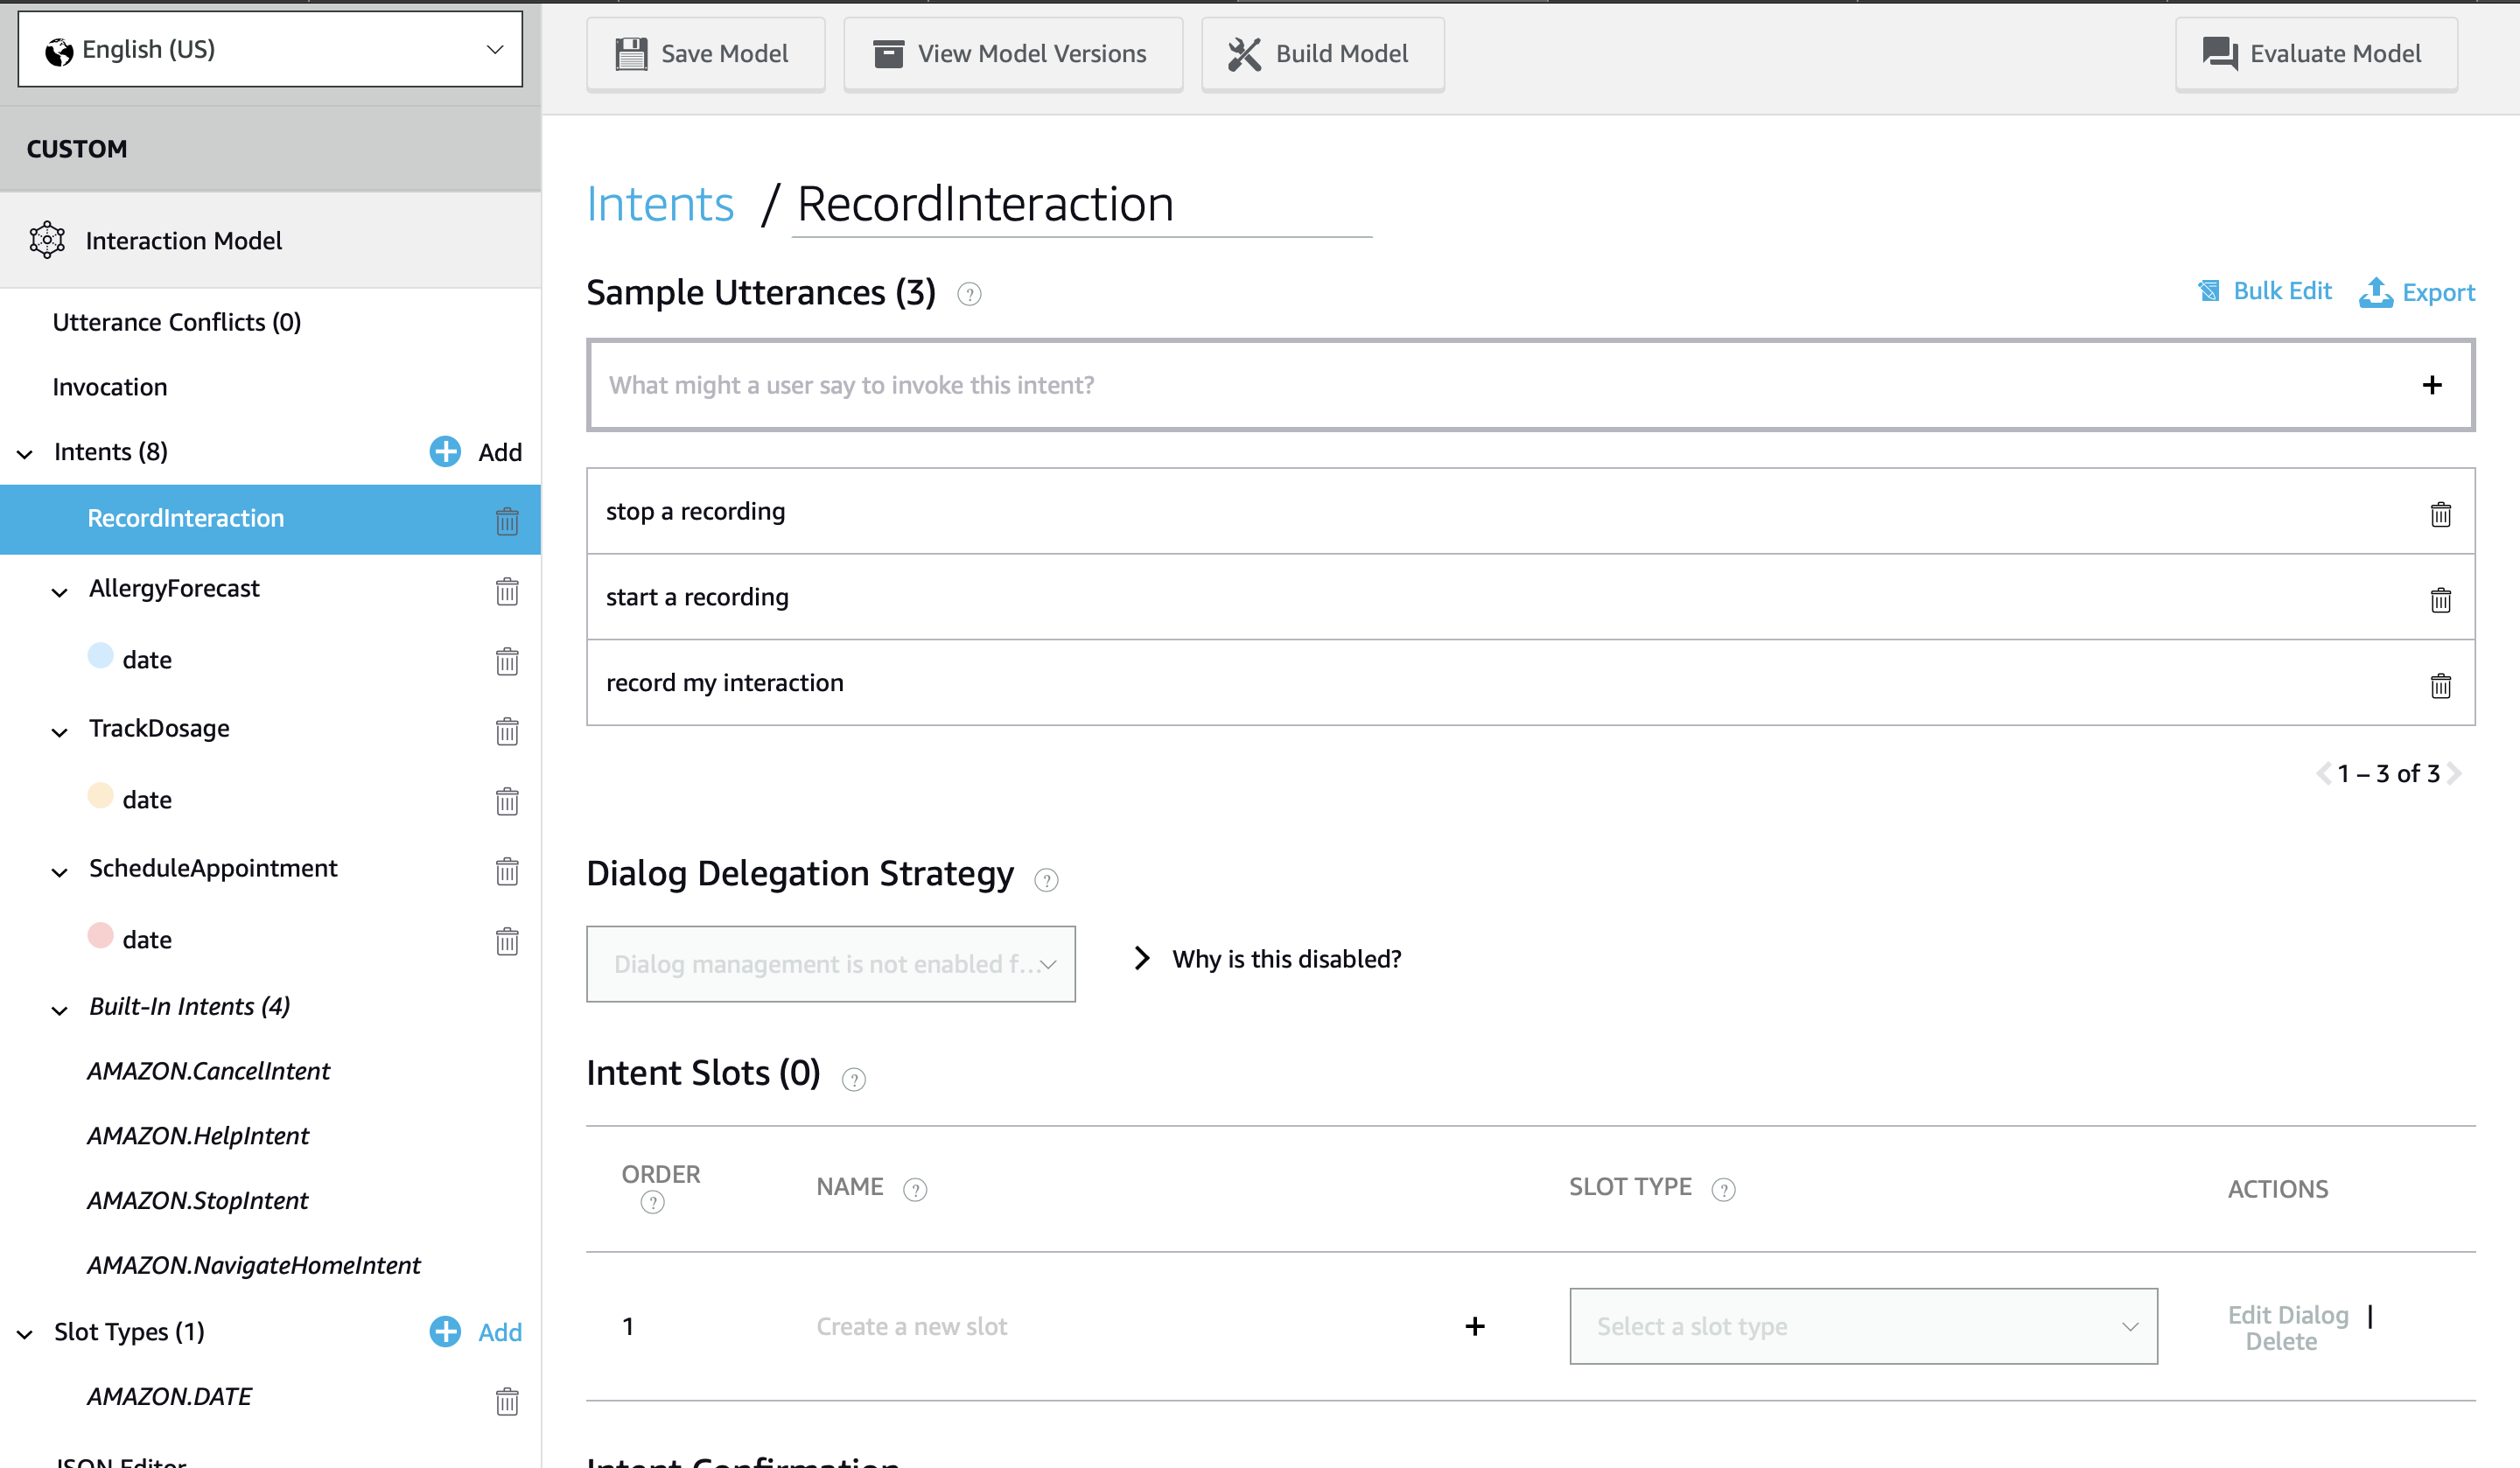 English (US)
Save Model
View Model Versions
Build Model
Evaluate Model
CUSTOM
Interaction Model
Utterance Conflicts (0)
Invocation
Intents (8)
Add
RecordInteraction
AllergyForecast
date
TrackDosage
date
ScheduleAppointment
date
Built-In Intents (4)
AMAZON.CancelIntent
AMAZON.HelpIntent
AMAZON.StopIntent
AMAZON.NavigateHomeIntent
Slot Types (1)
Add
AMAZON.DATE
JSON Editor
Intents / RecordInteraction
Sample Utterances (3) ?
Bulk Edit
Export
What might a user say to invoke this intent?
stop a recording
start a recording
record my interaction
1 – 3 of 3
Dialog Delegation Strategy ?
Dialog management is not enabled f...
Why is this disabled?
Intent Slots (0) ?
ORDER ?
NAME ?
SLOT TYPE ?
ACTIONS
1
Create a new slot
Select a slot type
Edit Dialog |
Delete
Intent Confirmation